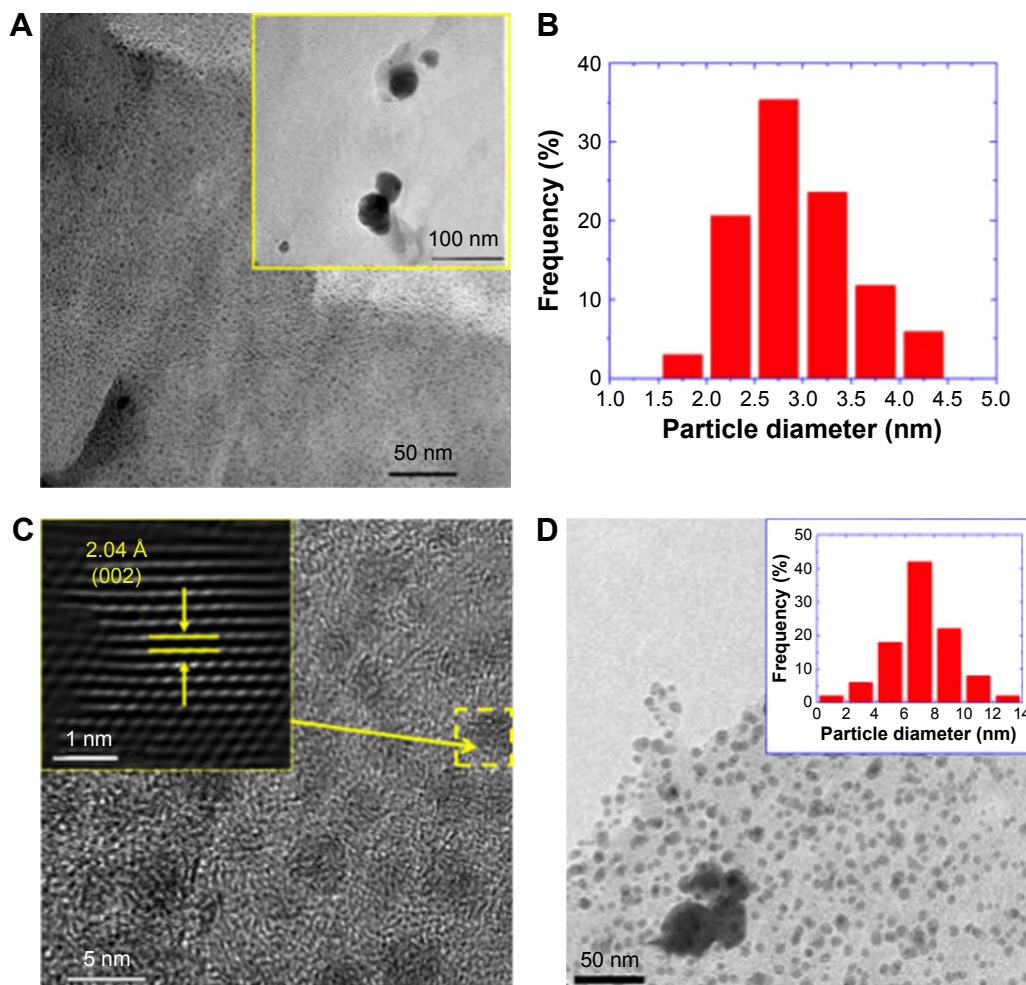 A
100 nm
50 nm
B
Frequency (%)
40
30
20
10
0
1.0 1.5 2.0 2.5 3.0 3.5 4.0 4.5 5.0
Particle diameter (nm)
C
2.04 Å
(002)
1 nm
5 nm
D
Frequency (%)
50
40
30
20
10
0
0 2 4 6 8 10 12 14
Particle diameter (nm)
50 nm